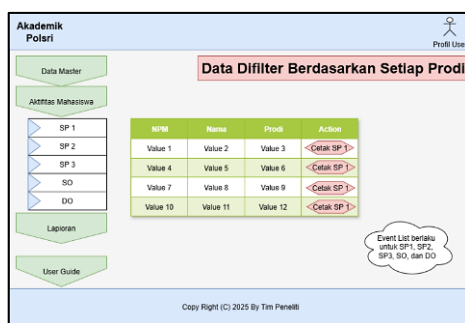 Akademik
Polsri
Profil User
Data Master
Data Difilter Berdasarkan Setiap Prodi
Aktifitas Mahasiswa
SP 1
SP 2
SP 3
SO
DO
NPM Nama Prodi Action
Value 1 Value 2 Value 3 Cetak SP 1
Value 4 Value 5 Value 6 Cetak SP 1
Value 7 Value 8 Value 9 Cetak SP 1
Value 10 Value 11 Value 12 Cetak SP 1
Lapioran
Event List berlaku
untuk SP1, SP2,
SP3, SO, dan DO
User Guide
Copy Right (C) 2025 By Tim Peneliti